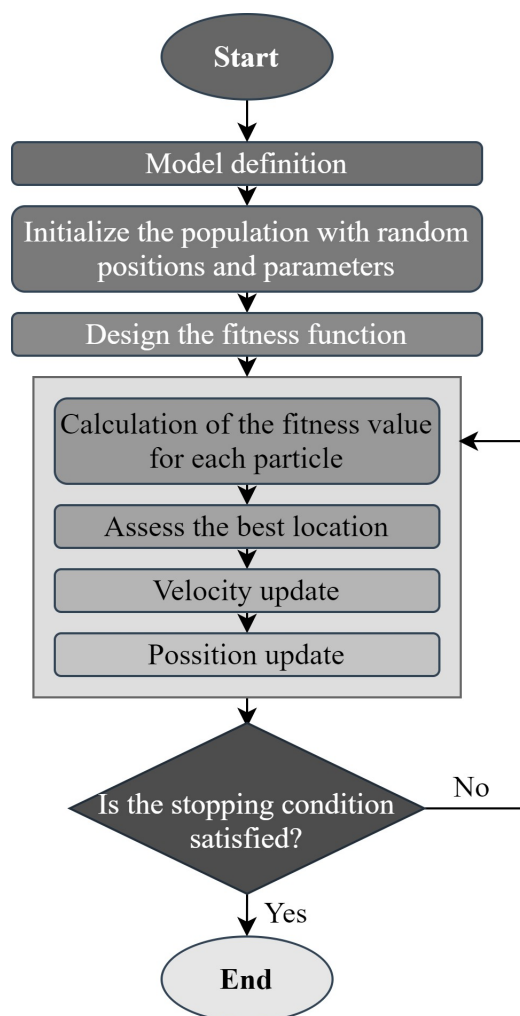 Start
Model definition
Initialize the population with random
positions and parameters
Design the fitness function
Calculation of the fitness value
for each particle
Assess the best location
Velocity update
Possition update
Is the stopping condition
satisfied?
No
Yes
End